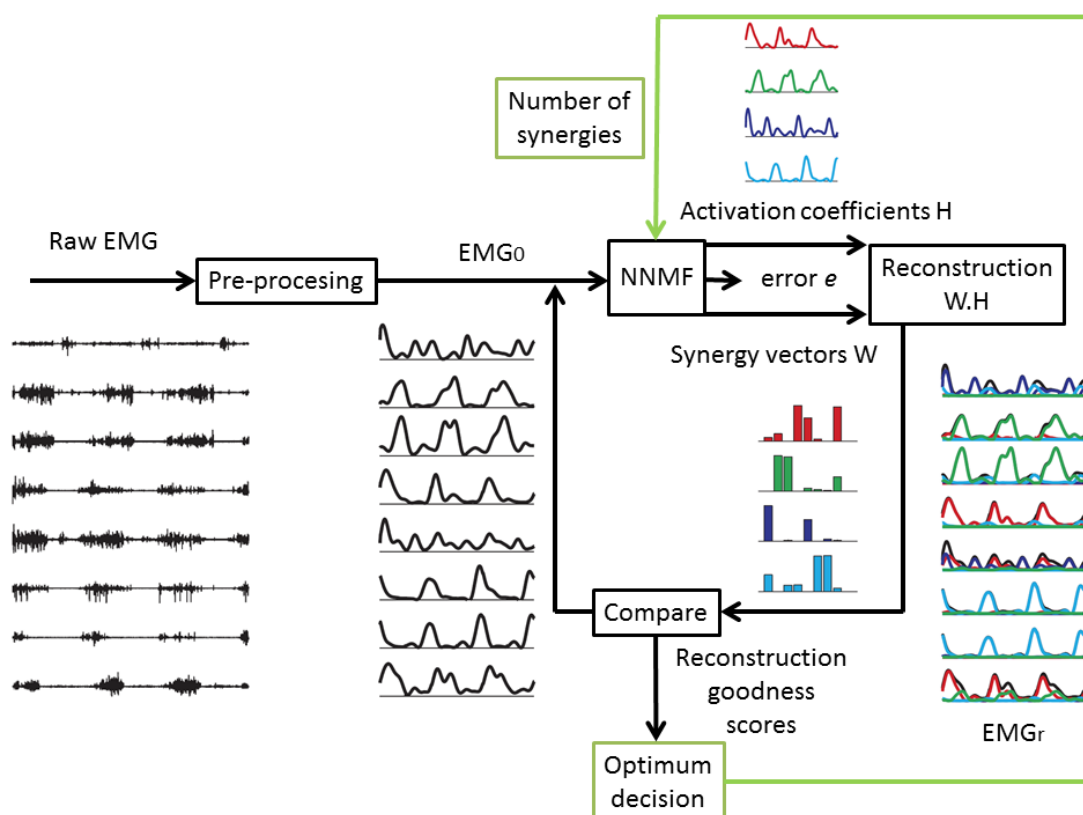 Number of
synergies
Activation coefficients H
Raw EMG
Pre-procesing
EMG0
NNMF
error e
Reconstruction
W.H
Synergy vectors W
Compare
Reconstruction
goodness
scores
EMGr
Optimum
decision